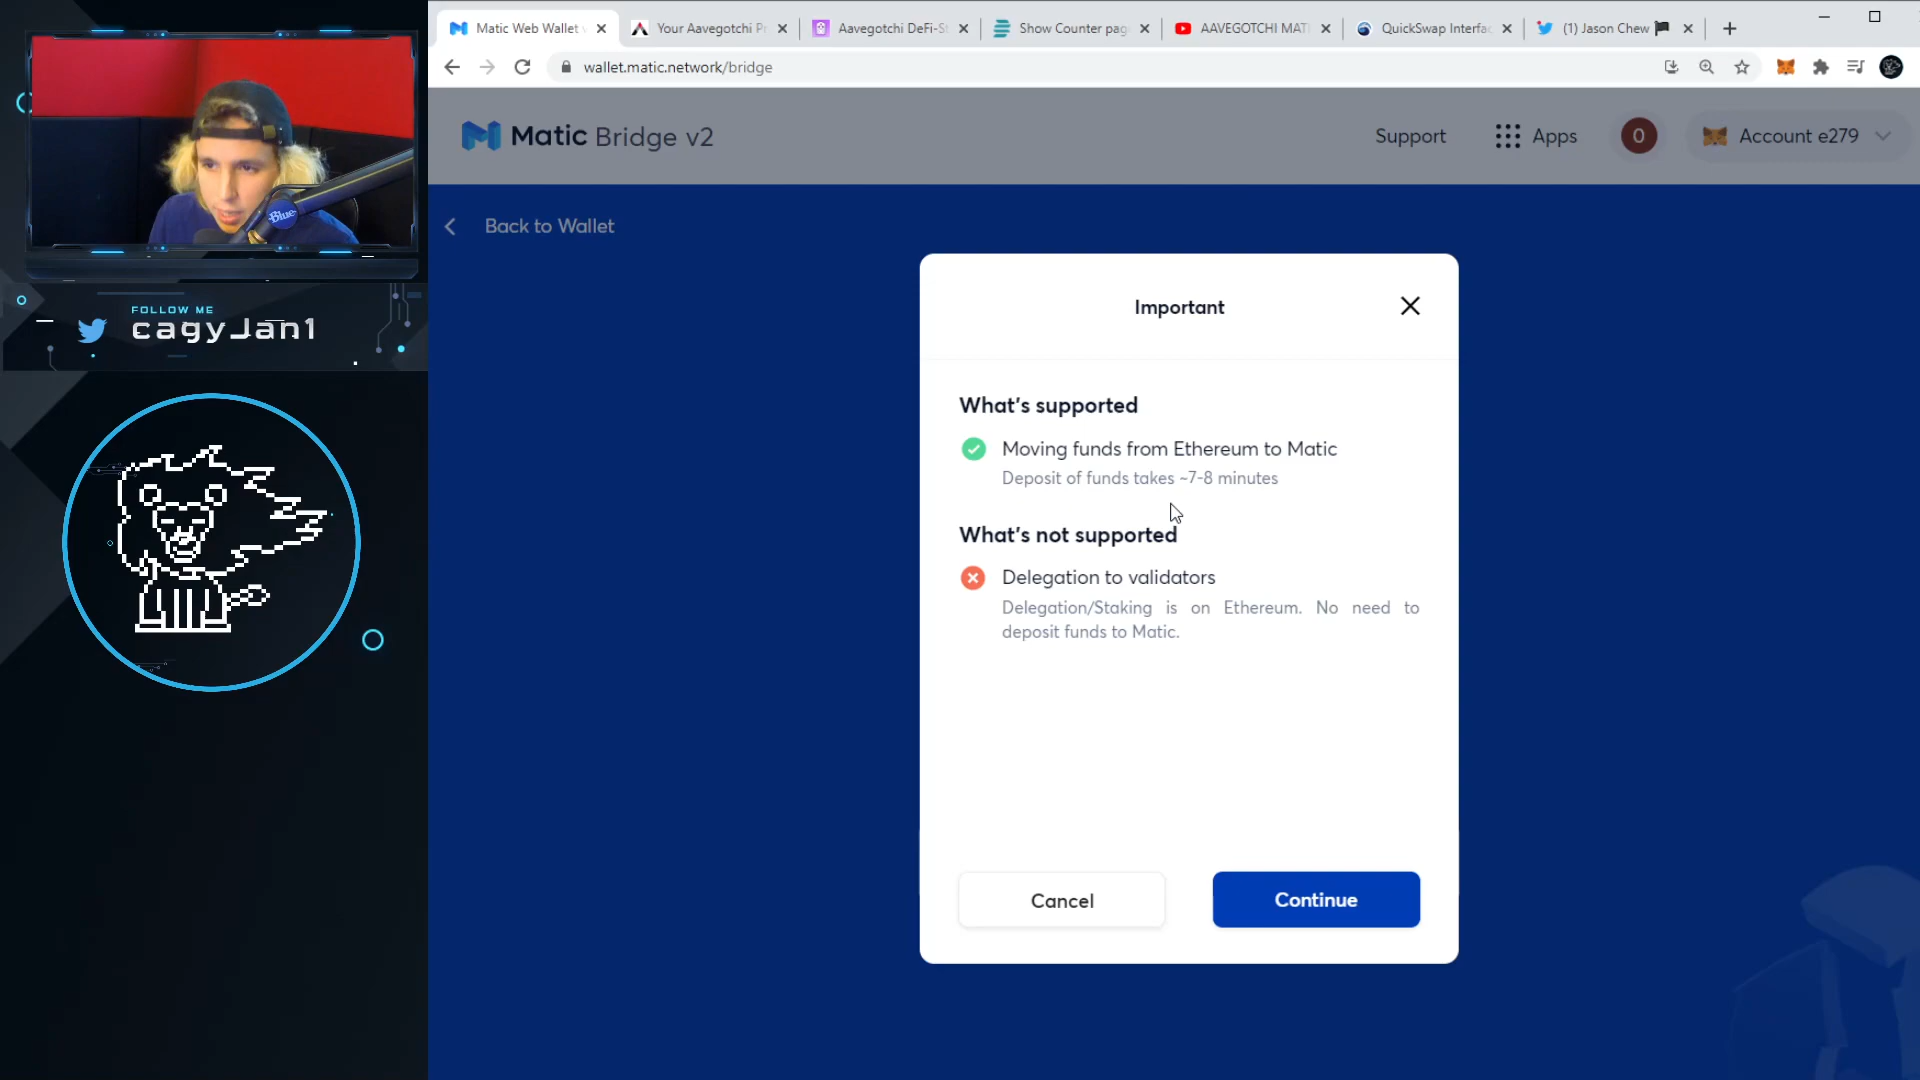 Matic Web Wallet
Your Aavegotchi P
Aavegotchi DeFi-St
Show Counter pag
AAVEGOTCHI MATI
QuickSwap Interfac
(1) Jason Chew
wallet.matic.network/bridge
Matic Bridge v2
Support
Apps
0
Account e279
Back to Wallet
Blue
FOLLOW ME
cagyJan1
Important
What's supported
Moving funds from Ethereum to Matic
Deposit of funds takes ~7-8 minutes
What's not supported
Delegation to validators
Delegation/Staking is on Ethereum. No need to
deposit funds to Matic.
Cancel
Continue